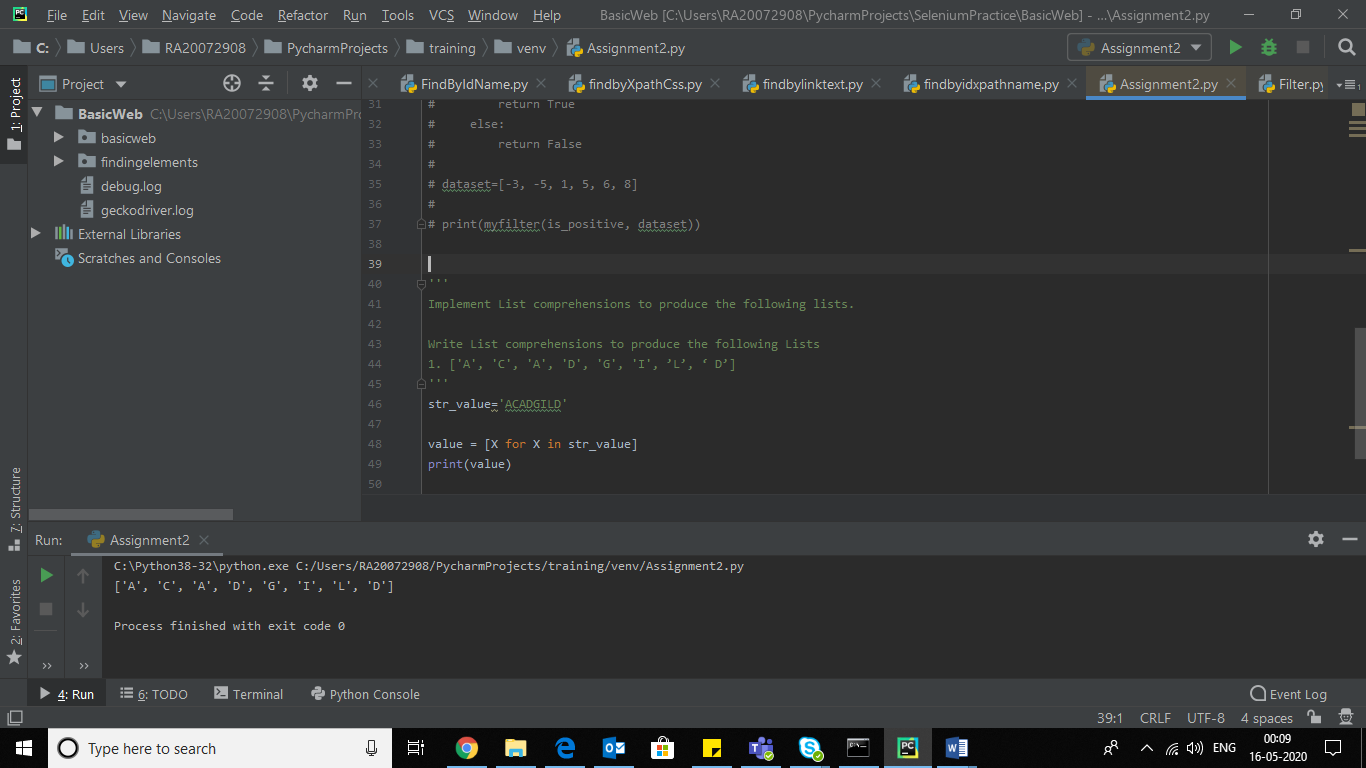 File Edit View Navigate Code Refactor Run Tools VCS Window Help BasicWeb [C:\Users\RA20072908\PycharmProjects\SeleniumPractice\BasicWeb] - ...\Assignment2.py
C: Users RA20072908 PycharmProjects training venv Assignment2.py Assignment2
1: Project
Project FindByIdName.py findbyXpathCss.py findbylinktext.py findbyidxpathname.py Assignment2.py Filter.py
BasicWeb C:\Users\RA20072908\PycharmPr
basicweb
findingelements
debug.log
geckodriver.log
External Libraries
Scratches and Consoles
31 # return True
32 # else:
33 # return False
34 #
35 # dataset=[-3, -5, 1, 5, 6, 8]
36 #
37 # print(myfilter(is_positive, dataset))
38
39
40 '''
41 Implement List comprehensions to produce the following lists.
42
43 Write List comprehensions to produce the following Lists
44 1. ['A', 'C', 'A', 'D', 'G', 'I', ’L’, ‘ D’]
45 '''
46 str_value='ACADGILD'
47
48 value = [X for X in str_value]
49 print(value)
50
7: Structure
2: Favorites
Run: Assignment2
C:\Python38-32\python.exe C:/Users/RA20072908/PycharmProjects/training/venv/Assignment2.py
['A', 'C', 'A', 'D', 'G', 'I', 'L', 'D']
Process finished with exit code 0
4: Run 6: TODO Terminal Python Console Event Log
39:1 CRLF UTF-8 4 spaces
Type here to search
ENG
00:09
16-05-2020